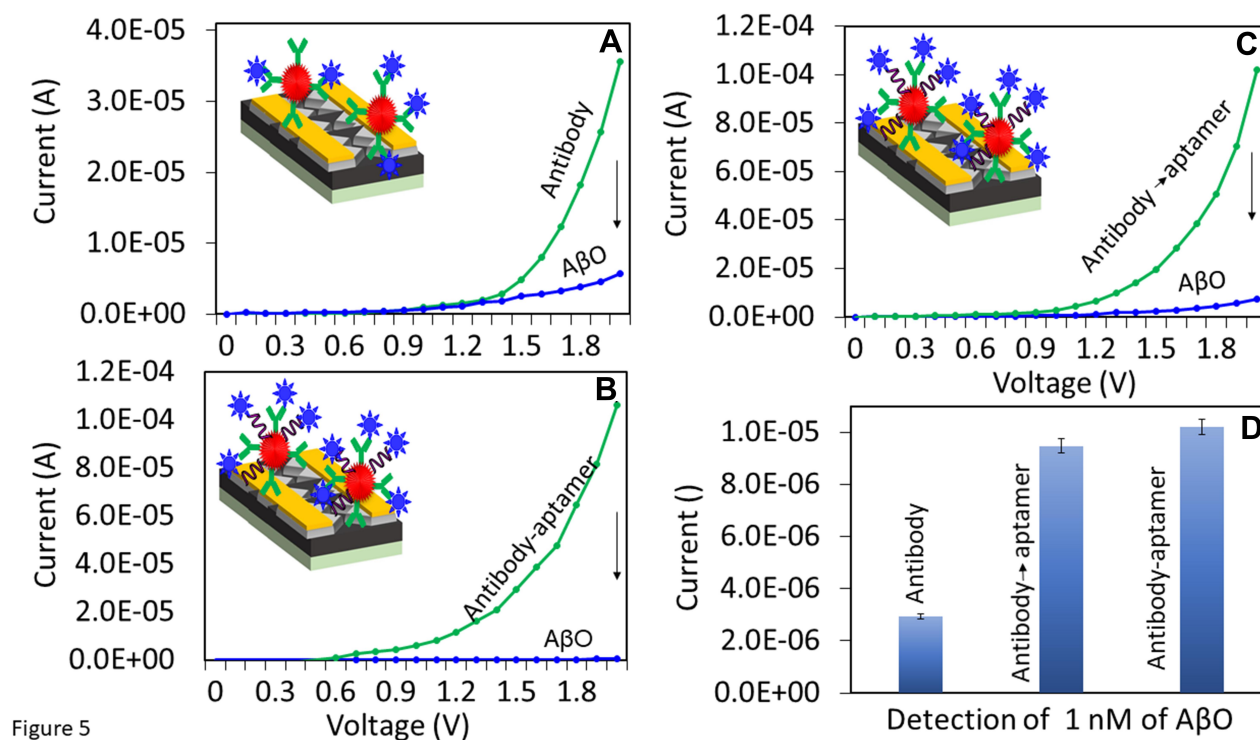 A
4.0E-05
3.0E-05
2.0E-05
1.0E-05
0.0E+00
Current (A)
Antibody
AβO
0 0.3 0.6 0.9 1.2 1.5 1.8
B
1.2E-04
1.0E-04
8.0E-05
6.0E-05
4.0E-05
2.0E-05
0.0E+00
Current (A)
Antibody-aptamer
AβO
0 0.3 0.6 0.9 1.2 1.5 1.8
Voltage (V)
C
1.2E-04
1.0E-04
8.0E-05
6.0E-05
4.0E-05
2.0E-05
0.0E+00
Current (A)
Antibody→aptamer
AβO
0 0.3 0.6 0.9 1.2 1.5 1.8
Voltage (V)
D
1.0E-05
8.0E-06
6.0E-06
4.0E-06
2.0E-06
0.0E+00
Current ()
Antibody
Antibody→aptamer
Antibody-aptamer
Detection of 1 nM of AβO
Figure 5